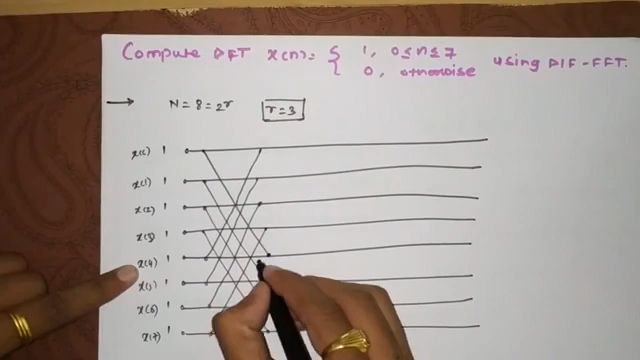 Compute DFT x(n) = { 1, 0≤n≤7
{ 0, otherwise using DIF-FFT.
→ N = 8 = 2^r r = 3
x(0) 1
x(1) 1
x(2) 1
x(3) 1
x(4) 1
x(5) 1
x(6) 1
x(7) 1